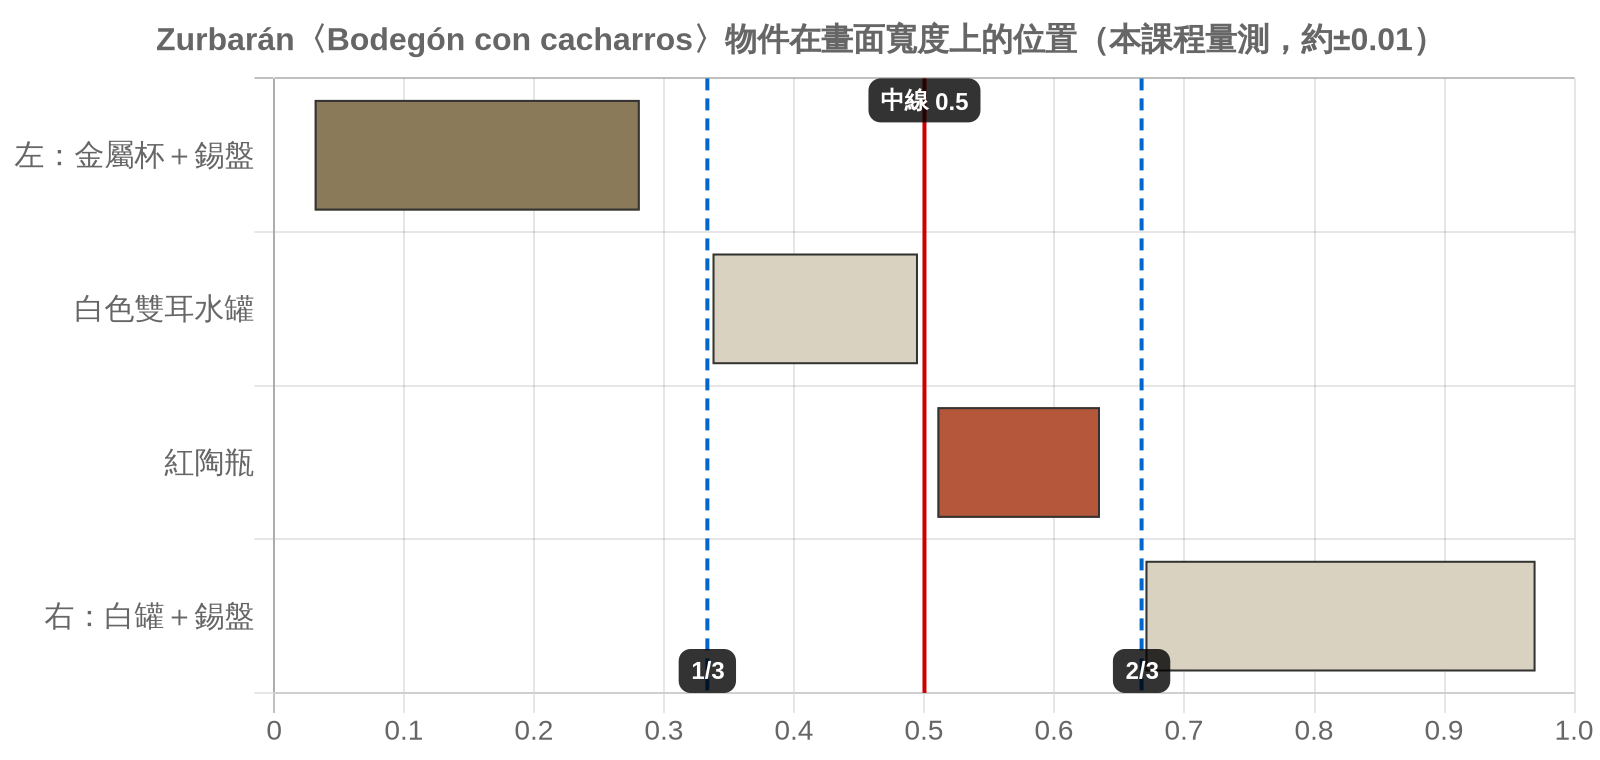 Zurbarán〈Bodegón con cacharros〉物件在畫面寬度上的位置（本課程量測，約±0.01）
中線 0.5
左：金屬杯＋錫盤
白色雙耳水罐
紅陶瓶
右：白罐＋錫盤
1/3
2/3
0 0.1 0.2 0.3 0.4 0.5 0.6 0.7 0.8 0.9 1.0